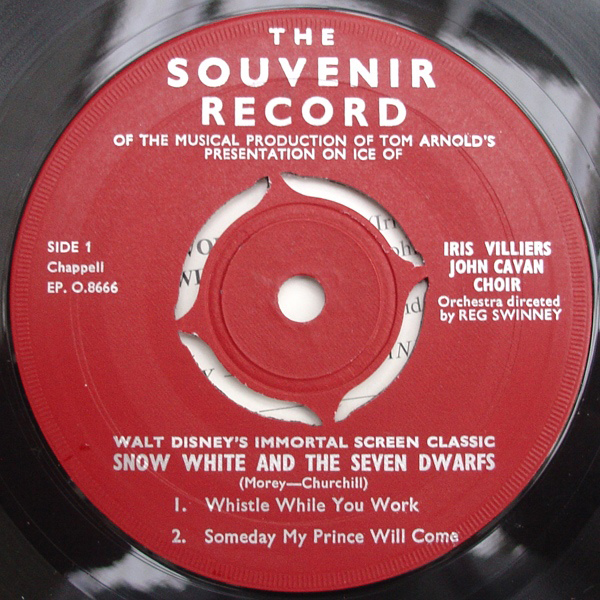 THE
SOUVENIR
RECORD
OF THE MUSICAL PRODUCTION OF TOM ARNOLD'S
PRESENTATION ON ICE OF
SIDE 1
Chappell
EP. O.8666
IRIS VILLIERS
JOHN CAVAN
CHOIR
Orchestra dirceted
by REG SWINNEY
WALT DISNEY'S IMMORTAL SCREEN CLASSIC
SNOW WHITE AND THE SEVEN DWARFS
(Morey—Churchill)
1. Whistle While You Work
2. Someday My Prince Will Come